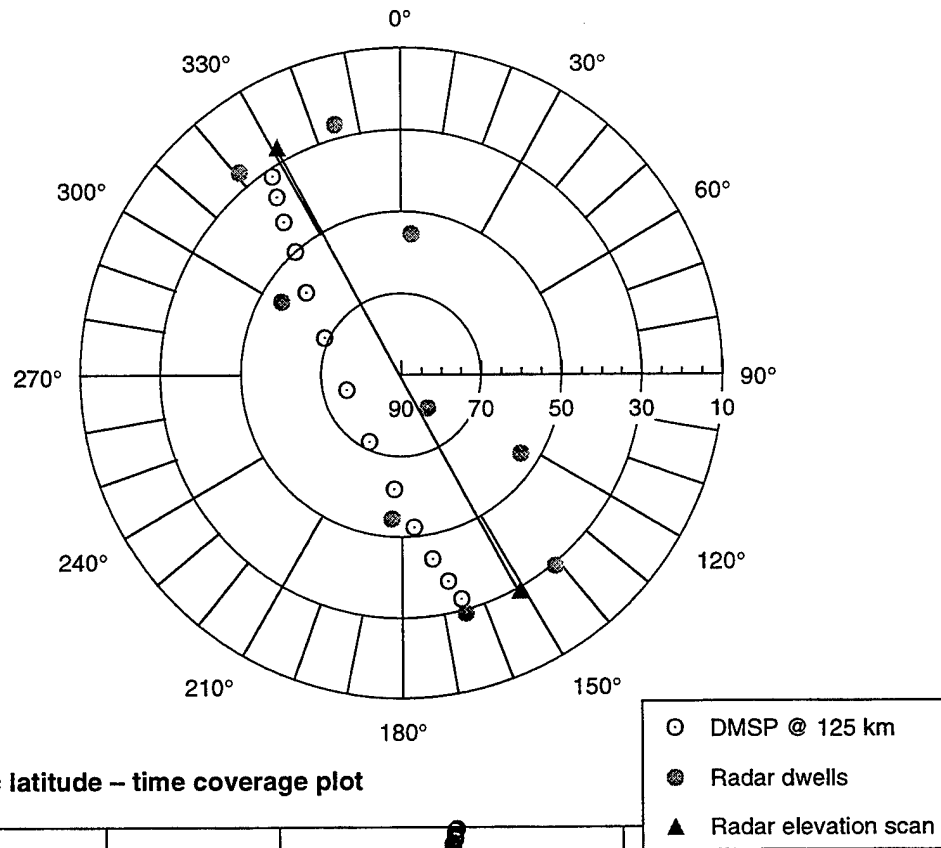 0°
330° 30°
300° 60°
270° 90°
90 70 50 30 10
240° 120°
210° 150°
180°
DMSP @ 125 km
Radar dwells
Radar elevation scan
latitude – time coverage plot